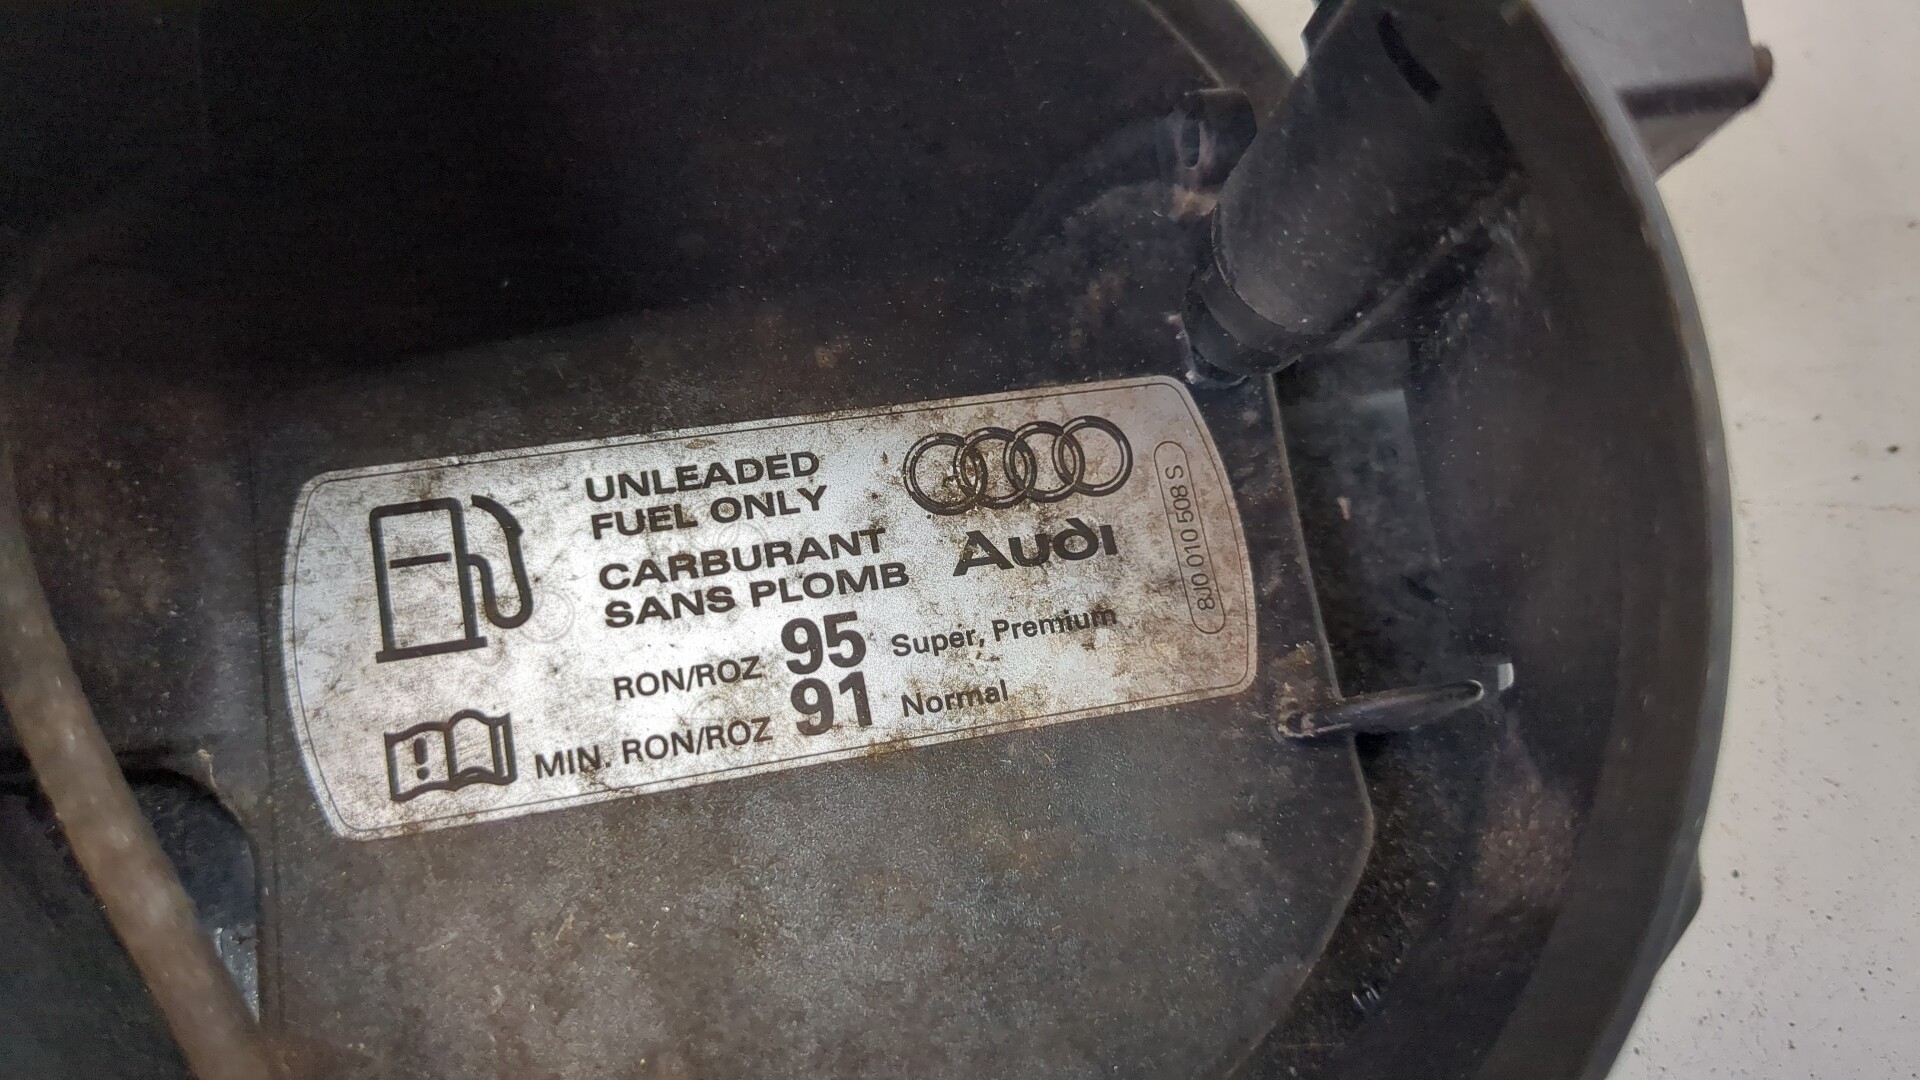 UNLEADED
FUEL ONLY
CARBURANT
SANS PLOMB
Audi
RON/ROZ 95 Super, Premium
MIN. RON/ROZ 91 Normal
8J0 010 508 S